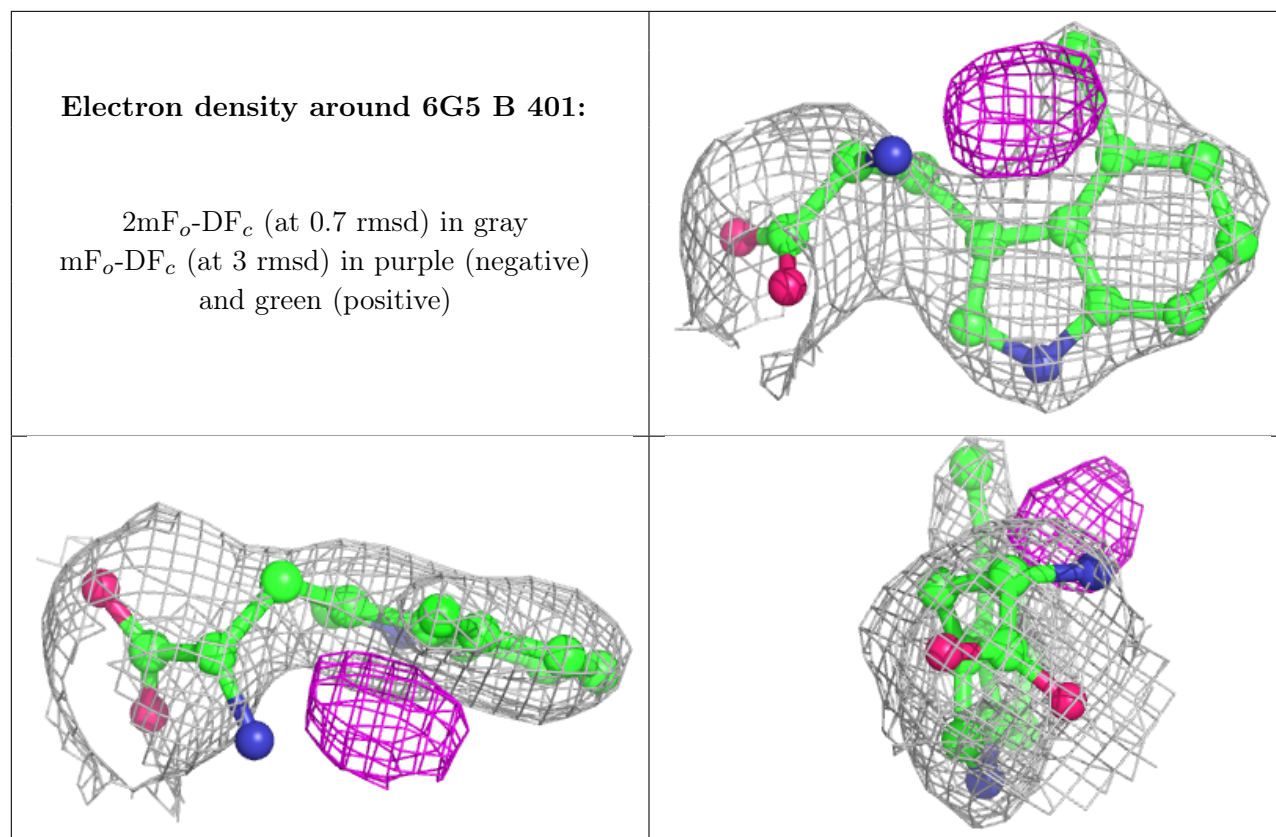 Electron density around 6G5 B 401:
2mFo-DFc (at 0.7 rmsd) in gray
mFo-DFc (at 3 rmsd) in purple (negative)
and green (positive)